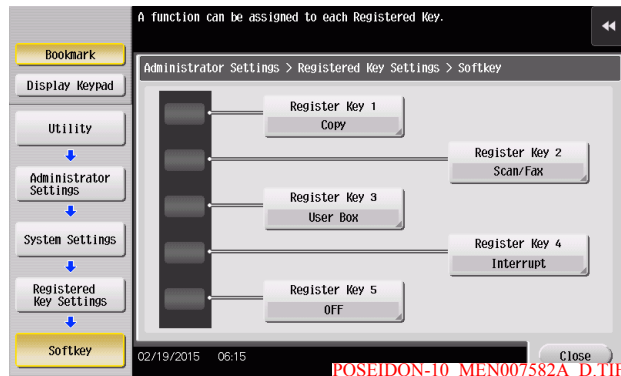 A function can be assigned to each Registered Key.
Bookmark
Display Keypad
Utility
Administrator
Settings
System Settings
Registered
Key Settings
Softkey
Administrator Settings > Registered Key Settings > Softkey
Register Key 1
Copy
Register Key 2
Scan/Fax
Register Key 3
User Box
Register Key 4
Interrupt
Register Key 5
OFF
02/19/2015 06:15
Close
POSEIDON-10_MEN007582A_D.TIF